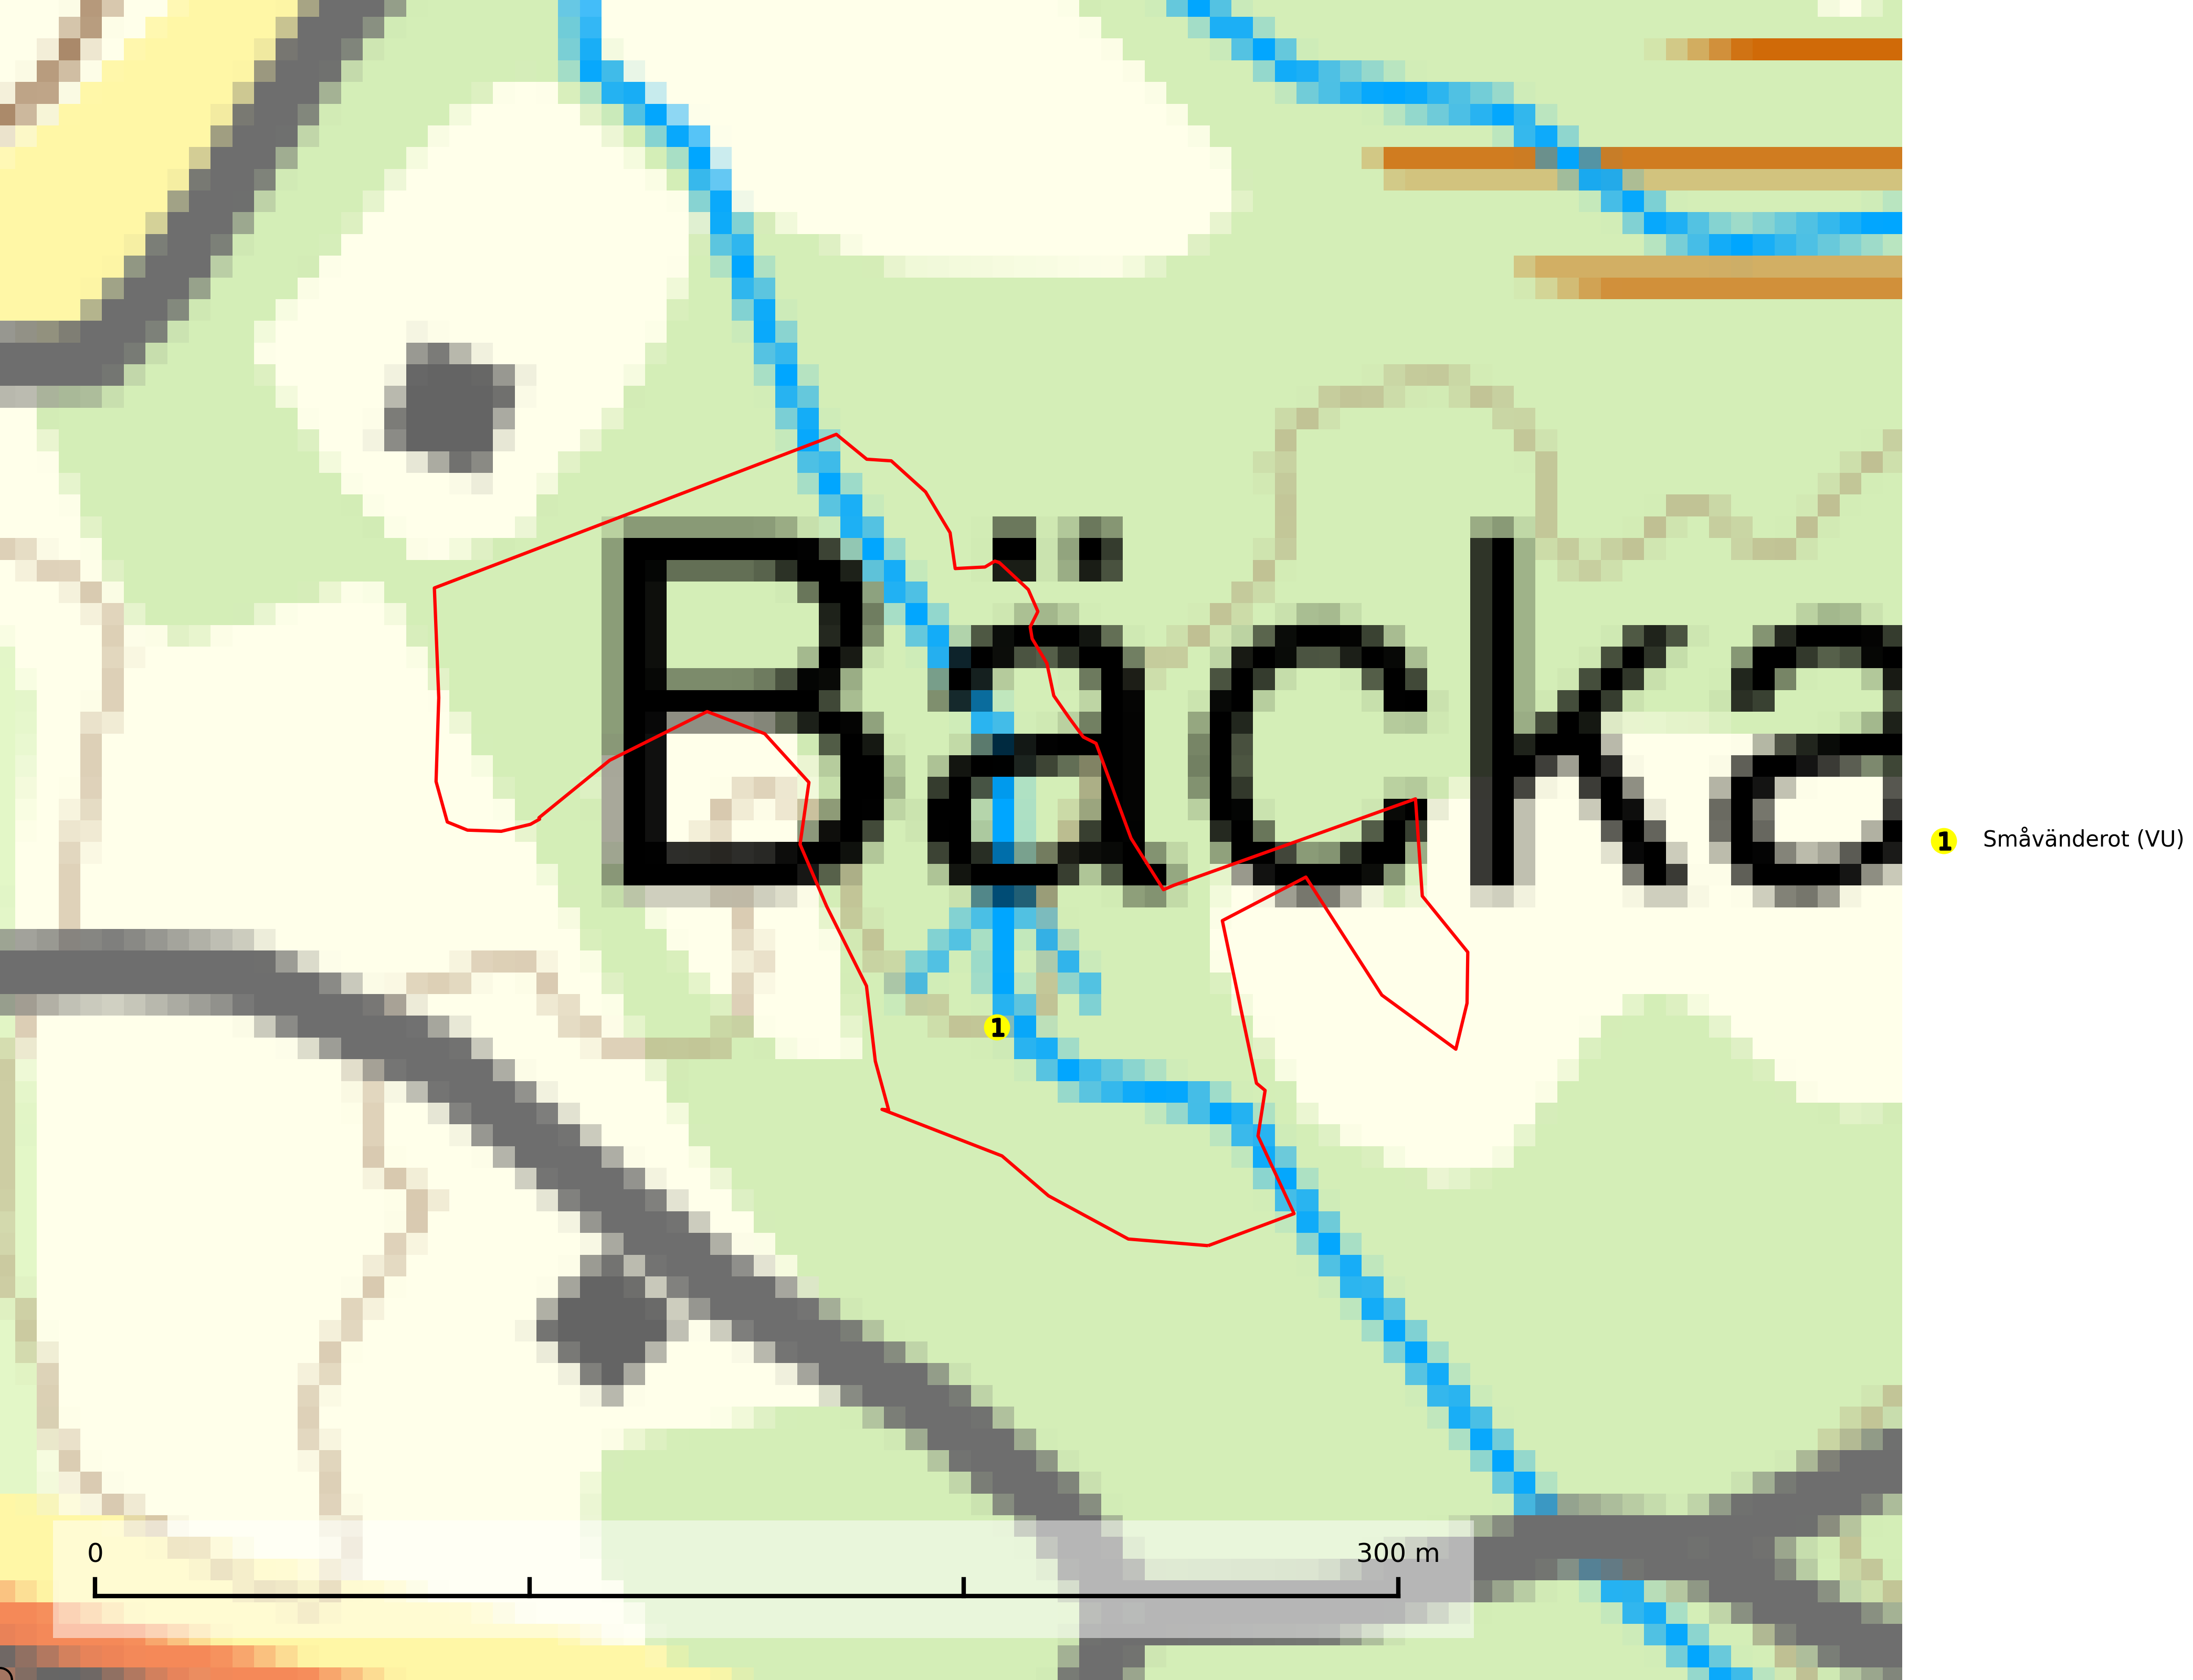 Bäcka
1 Småvänderot (VU)
1
0 300 m